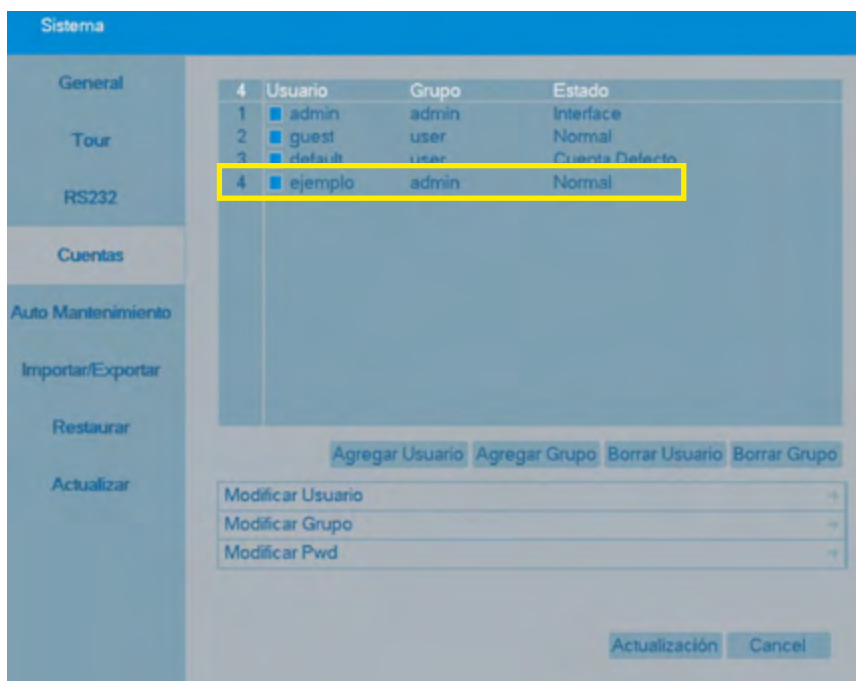 Sistema
General
Tour
RS232
Cuentas
Auto Mantenimiento
Importar/Exportar
Restaurar
Actualizar
4 Usuario Grupo Estado
1 admin admin Interface
2 guest user Normal
3 default user Cuenta Defecto
4 ejemplo admin Normal
Agregar Usuario Agregar Grupo Borrar Usuario Borrar Grupo
Modificar Usuario
Modificar Grupo
Modificar Pwd
Actualización Cancel